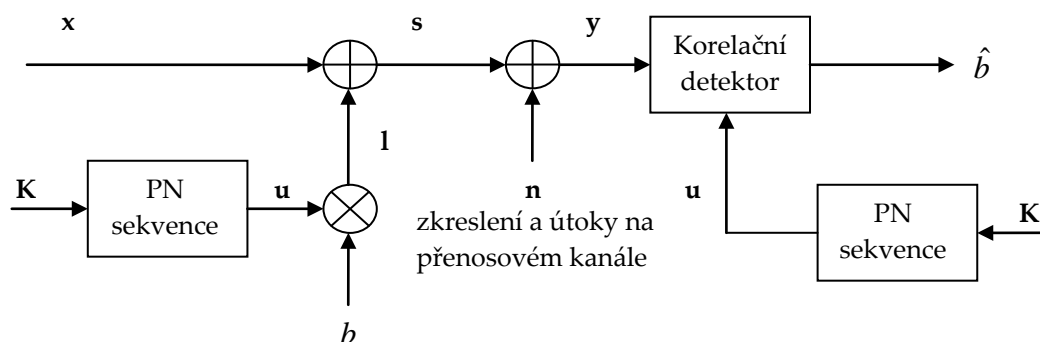 x
s
y
Korelační
detektor
b̂
l
K
PN
sekvence
u
n
zkreslení a útoky na
přenosovém kanále
u
PN
sekvence
K
b